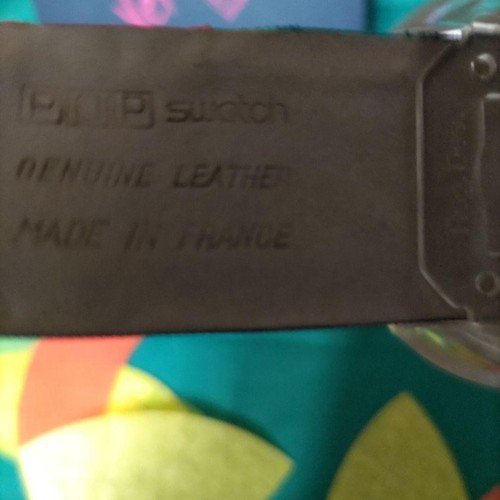 POP swatch
GENUINE LEATHER
MADE IN FRANCE